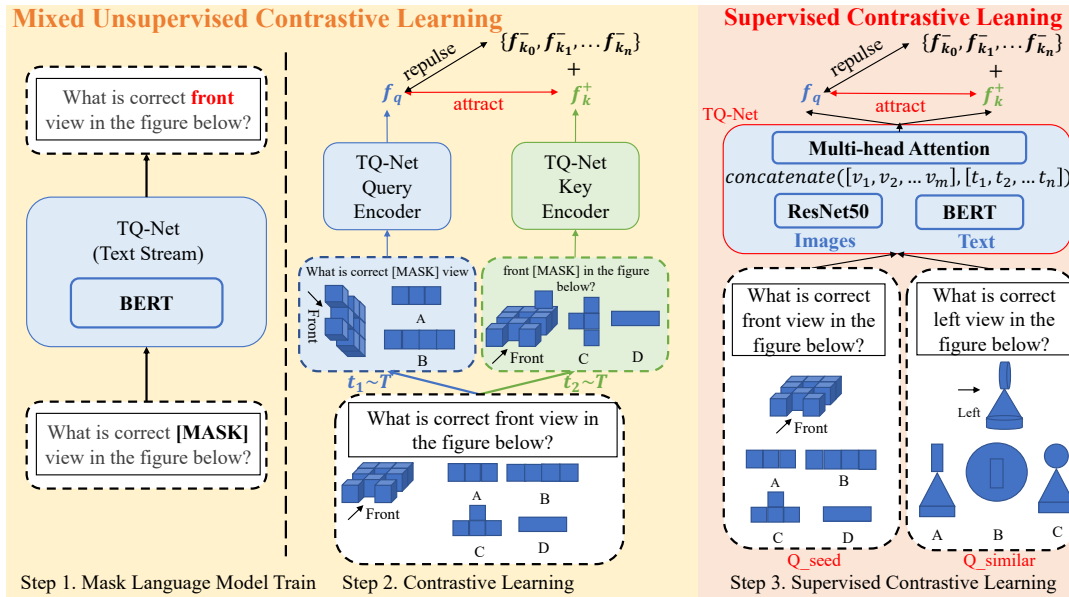 Mixed Unsupervised Contrastive Learning
What is correct front
view in the figure below?
TQ-Net
(Text Stream)
BERT
What is correct [MASK]
view in the figure below?
Step 1. Mask Language Model Train
{f⁻ₖ₀, f⁻ₖ₁, … f⁻ₖₙ}
+
repulse
f_q
attract
f_k⁺
TQ-Net
Query
Encoder
TQ-Net
Key
Encoder
What is correct [MASK] view
Front
A
B
front [MASK] in the figure
below?
Front
C
D
t₁~T
t₂~T
What is correct front view in
the figure below?
Front
A
B
C
D
Step 2. Contrastive Learning
Supervised Contrastive Leaning
{f⁻ₖ₀, f⁻ₖ₁, … f⁻ₖₙ}
+
repulse
f_q
attract
f_k⁺
TQ-Net
Multi-head Attention
concatenate([v₁, v₂, … vₘ], [t₁, t₂, … tₙ])
ResNet50
BERT
Images
Text
What is correct
front view in the
figure below?
Front
A
B
C
D
Q_seed
What is correct
left view in the
figure below?
Left
A
B
C
Q_similar
Step 3. Supervised Contrastive Learning